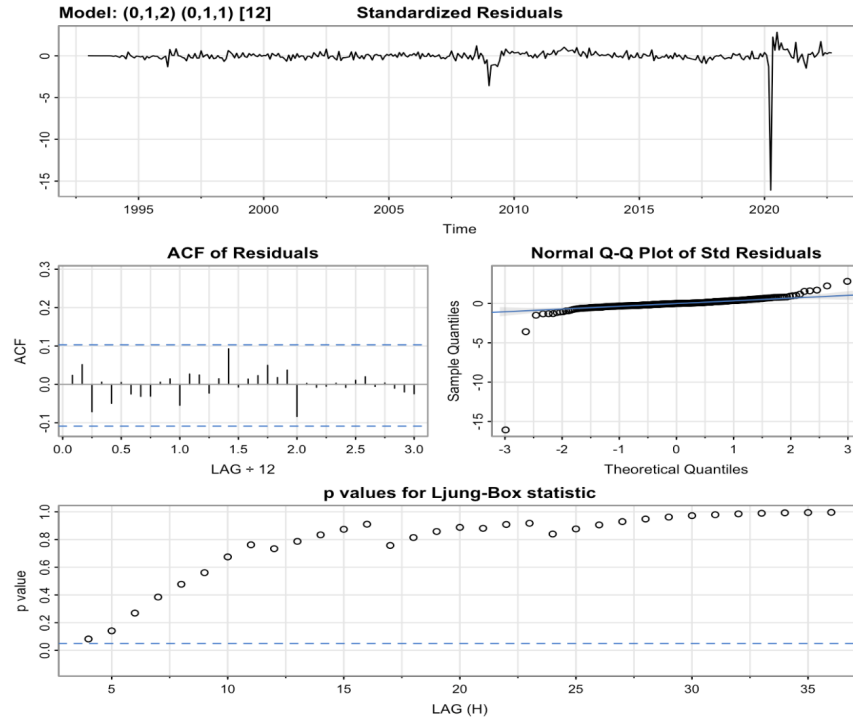 Model: (0,1,2) (0,1,1) [12] Standardized Residuals
0
-5
-10
-15
1995 2000 2005 2010 2015 2020
Time
ACF of Residuals
ACF
0.3
0.2
0.1
0.0
-0.1
0.0 0.5 1.0 1.5 2.0 2.5 3.0
LAG ÷ 12
Normal Q-Q Plot of Std Residuals
Sample Quantiles
0
-5
-10
-15
-3 -2 -1 0 1 2 3
Theoretical Quantiles
p values for Ljung-Box statistic
p value
1.0
0.8
0.6
0.4
0.2
0.0
5 10 15 20 25 30 35
LAG (H)